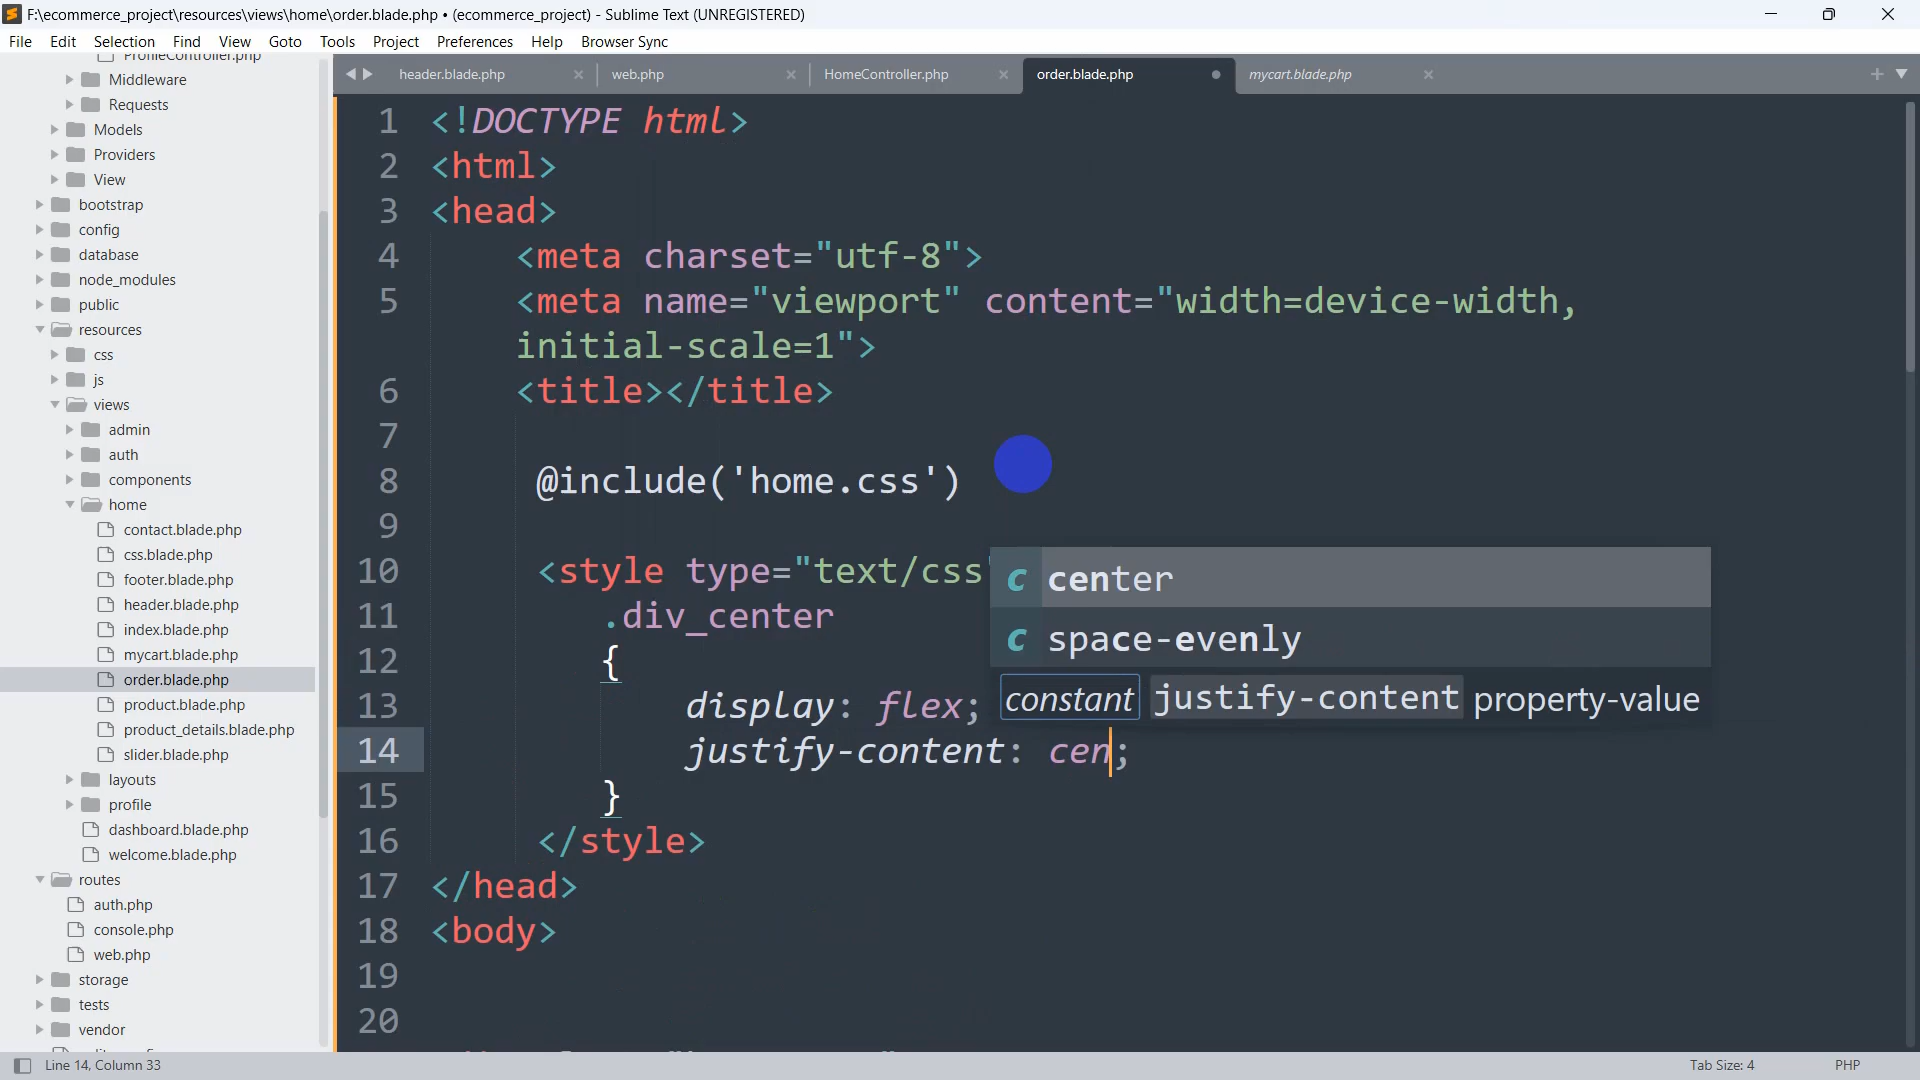 F:\ecommerce_project\resources\views\home\order.blade.php • (ecommerce_project) - Sublime Text (UNREGISTERED)
File Edit Selection Find View Goto Tools Project Preferences Help Browser Sync
ProfileController.php
Middleware
Requests
Models
Providers
View
bootstrap
config
database
node_modules
public
resources
css
js
views
admin
auth
components
home
contact.blade.php
css.blade.php
footer.blade.php
header.blade.php
index.blade.php
mycart.blade.php
order.blade.php
product.blade.php
product_details.blade.php
slider.blade.php
layouts
profile
dashboard.blade.php
welcome.blade.php
routes
auth.php
console.php
web.php
storage
tests
vendor
header.blade.php web.php HomeController.php order.blade.php mycart.blade.php
1 <!DOCTYPE html>
2 <html>
3 <head>
4 <meta charset="utf-8">
5 <meta name="viewport" content="width=device-width,
initial-scale=1">
6 <title></title>
7
8 @include('home.css')
9
10 <style type="text/css"
11 .div_center
12 {
13 display: flex;
14 justify-content: cen;
15 }
16 </style>
17 </head>
18 <body>
19
20
c center
c space-evenly
constant justify-content property-value
Line 14, Column 33
Tab Size: 4
PHP